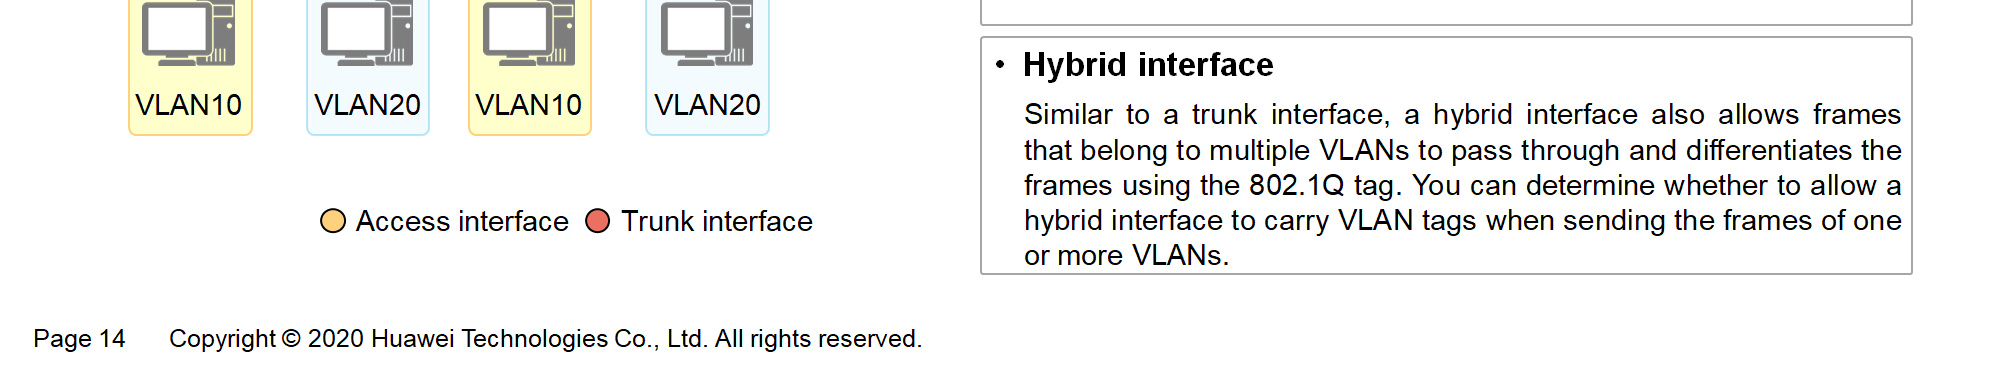 VLAN10 VLAN20 VLAN10 VLAN20
Access interface Trunk interface
• Hybrid interface
Similar to a trunk interface, a hybrid interface also allows frames
that belong to multiple VLANs to pass through and differentiates the
frames using the 802.1Q tag. You can determine whether to allow a
hybrid interface to carry VLAN tags when sending the frames of one
or more VLANs.
Page 14 Copyright © 2020 Huawei Technologies Co., Ltd. All rights reserved.